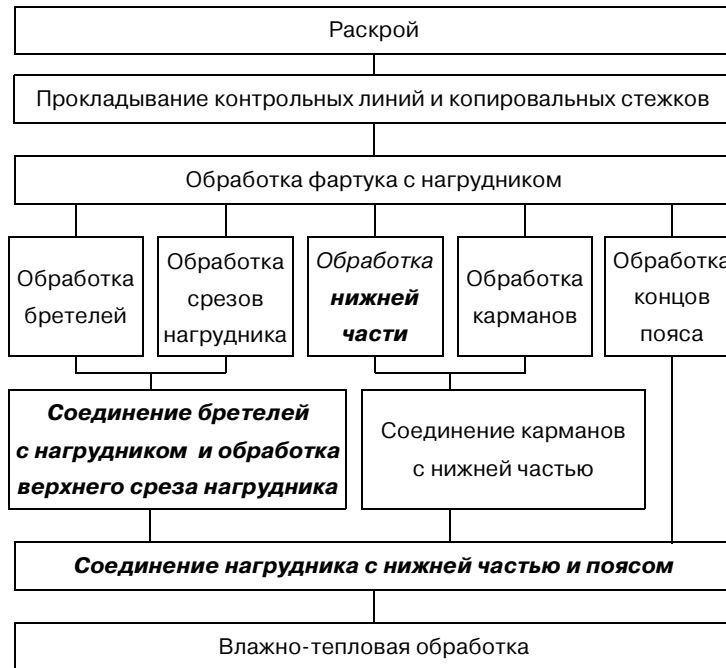 Раскрой
Прокладывание контрольных линий и копировальных стежков
Обработка фартука с нагрудником
Обработка
бретелей
Обработка
срезов
нагрудника
Обработка
нижней
части
Обработка
карманов
Обработка
концов
пояса
Соединение бретелей
с нагрудником и обработка
верхнего среза нагрудника
Соединение карманов
с нижней частью
Соединение нагрудника с нижней частью и поясом
Влажно-тепловая обработка